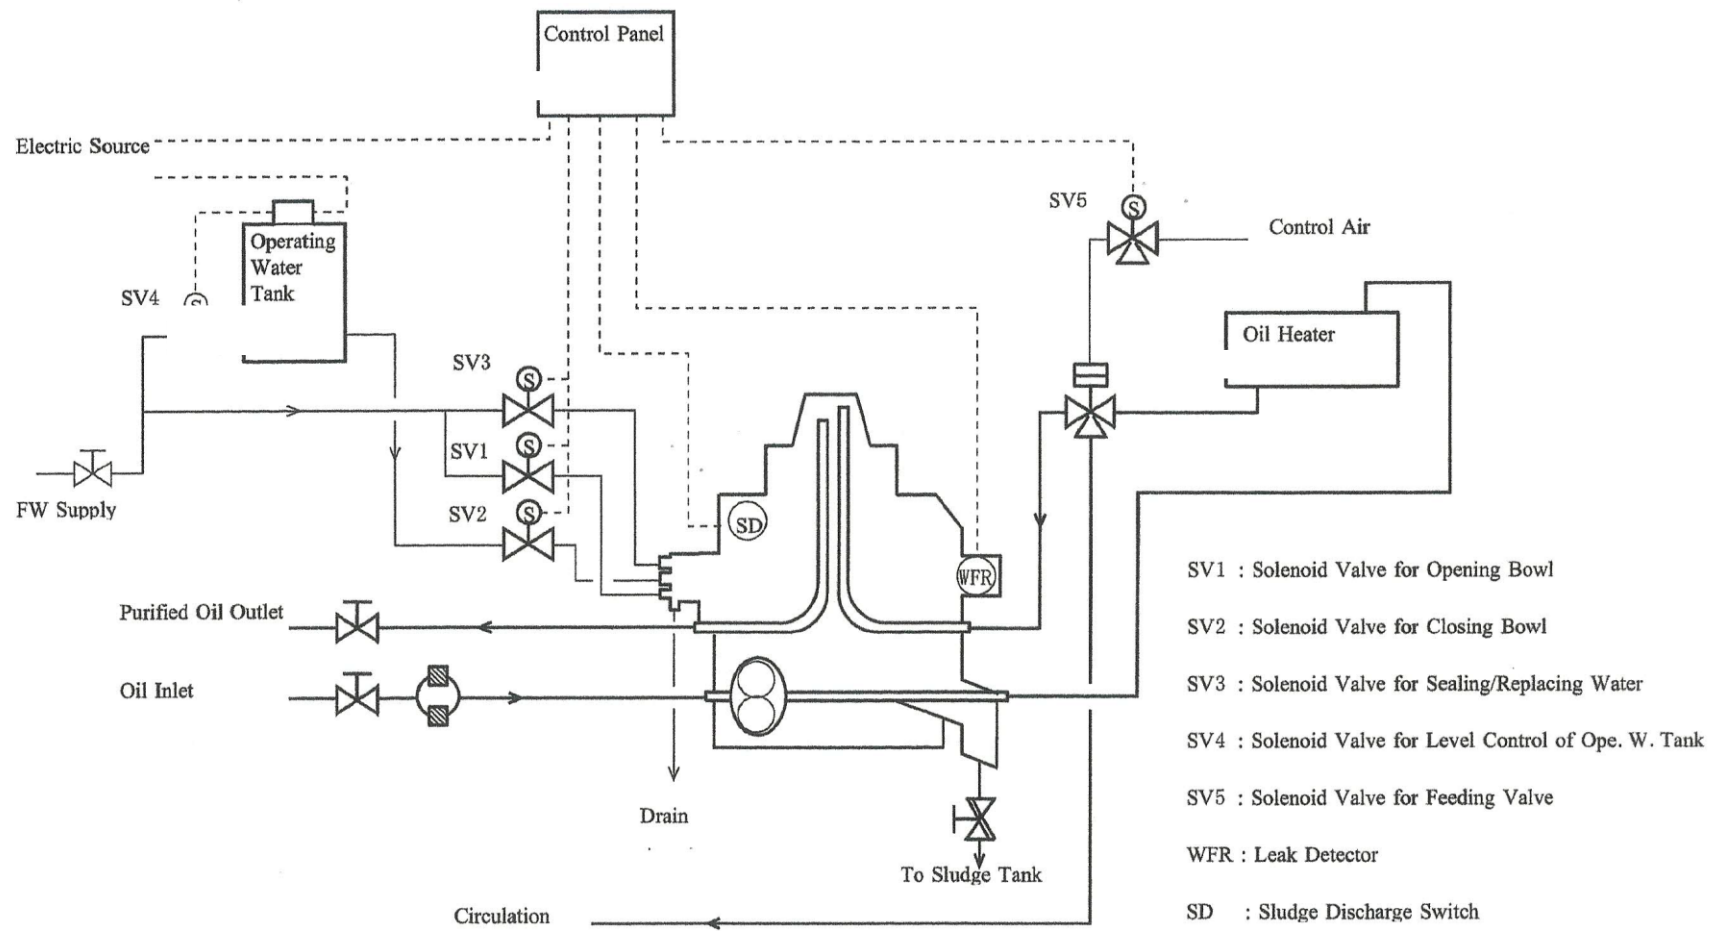 Control Panel
Electric Source
SV5
S
Control Air
Operating
Water
Tank
SV4
S
Oil Heater
SV3
S
SV1
S
SV2
S
FW Supply
SD
WFR
Purified Oil Outlet
Oil Inlet
Drain
To Sludge Tank
Circulation
SV1 : Solenoid Valve for Opening Bowl
SV2 : Solenoid Valve for Closing Bowl
SV3 : Solenoid Valve for Sealing/Replacing Water
SV4 : Solenoid Valve for Level Control of Ope. W. Tank
SV5 : Solenoid Valve for Feeding Valve
WFR : Leak Detector
SD : Sludge Discharge Switch